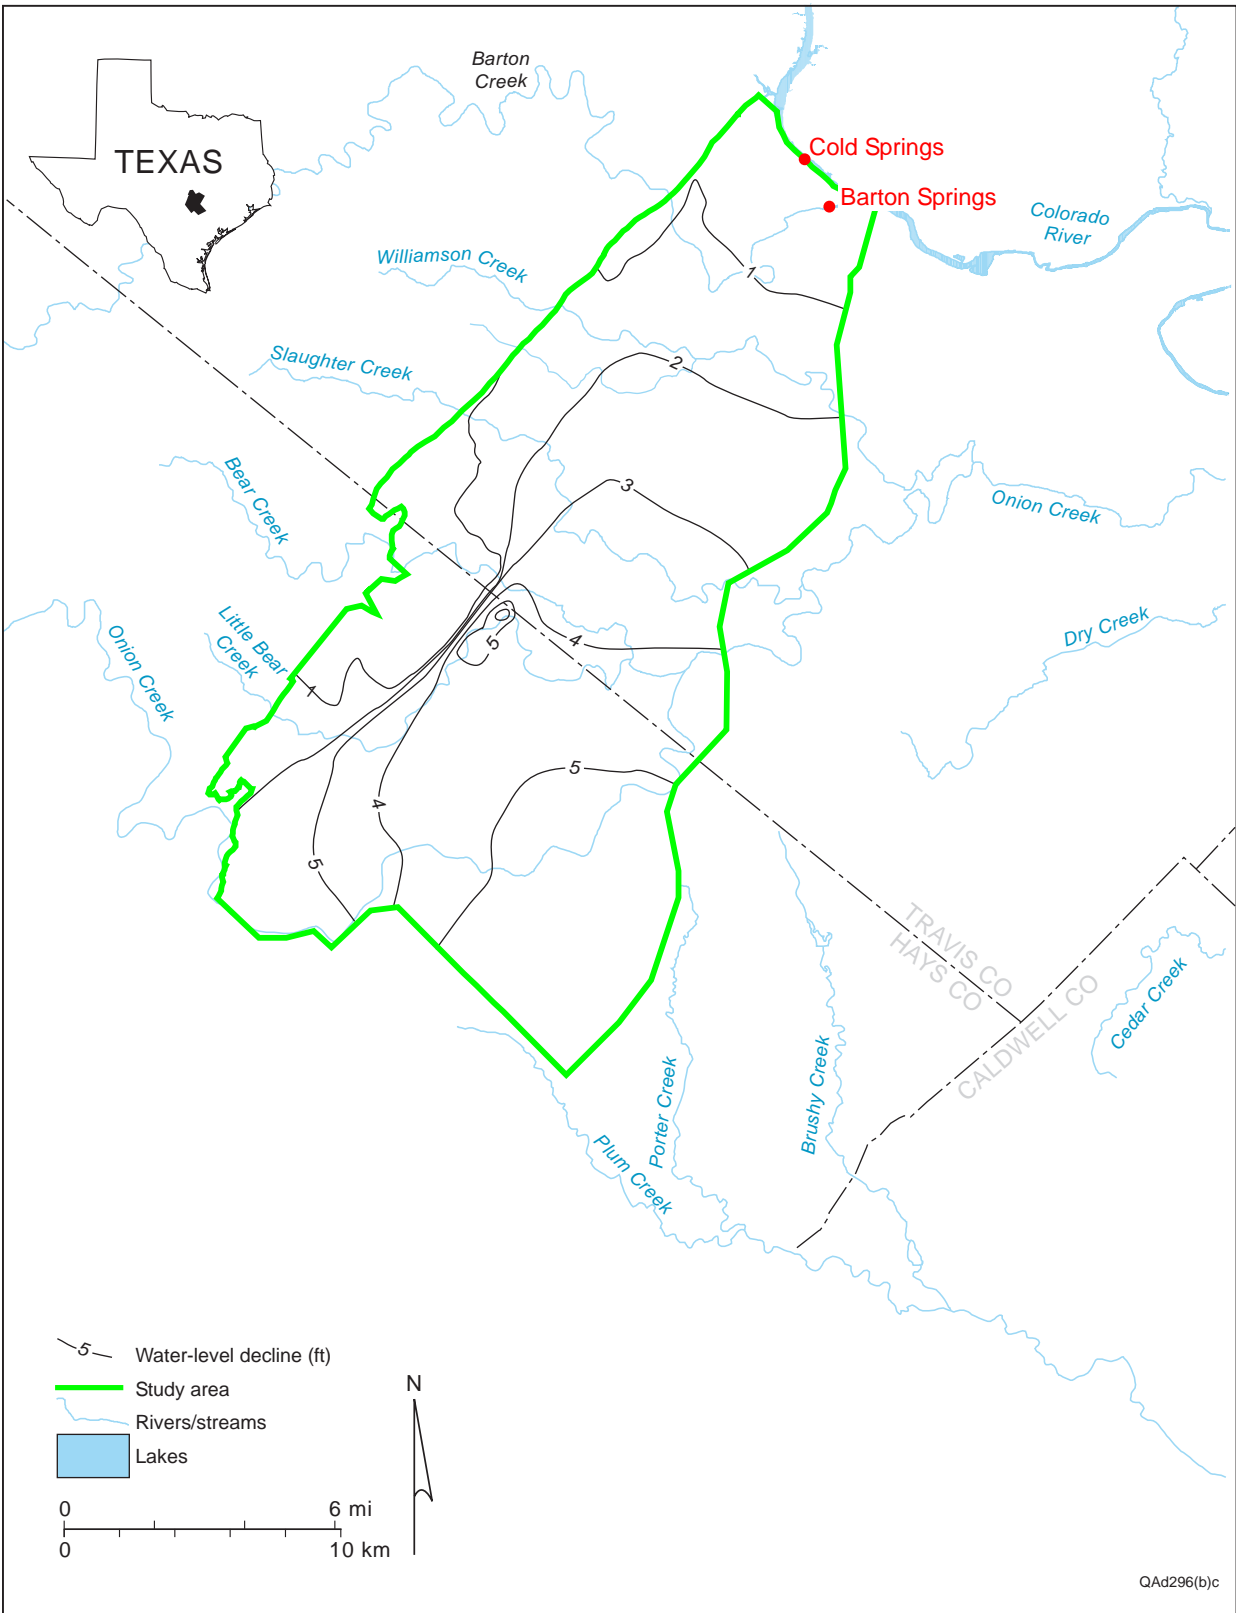 Barton
Creek
TEXAS
Cold Springs
Barton Springs
Colorado
River
Williamson Creek
1
Slaughter Creek
2
Bear Creek
3
Onion Creek
Little Bear
Creek
Onion Creek
4
5
Dry Creek
1
5
4
5
TRAVIS CO
HAYS CO
CALDWELL CO
Cedar Creek
Porter Creek
Brushy Creek
Plum Creek
5
Water-level decline (ft)
Study area
Rivers/streams
Lakes
N
0
6 mi
0
10 km
QAd296(b)c